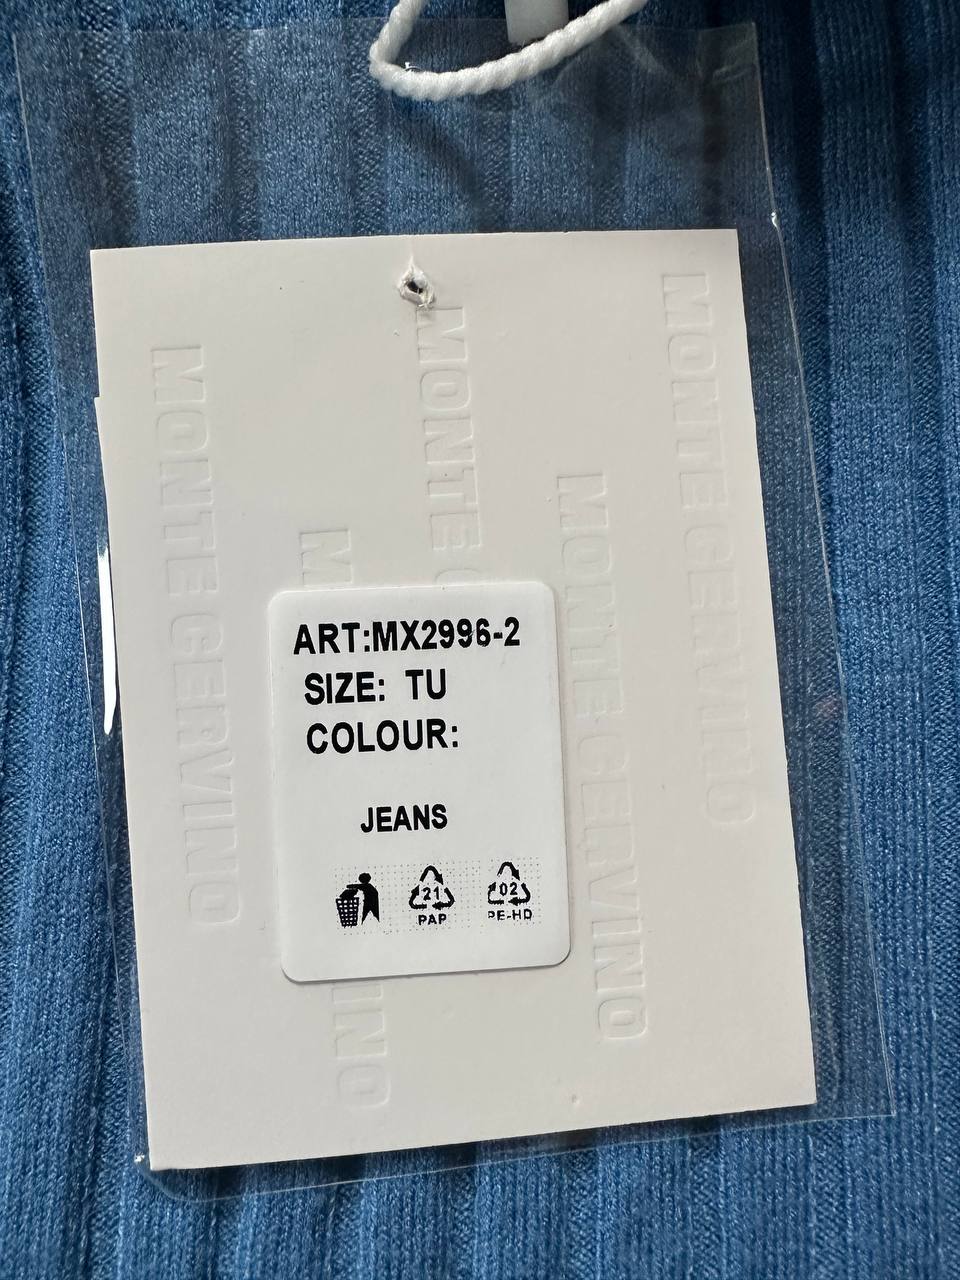 MONTE CERVINO
MONTE C
MONTE CERVINO
MONTE CERVINO
M
INO
ART:MX2996-2
SIZE: TU
COLOUR:
JEANS
21
PAP
02
PE-HD